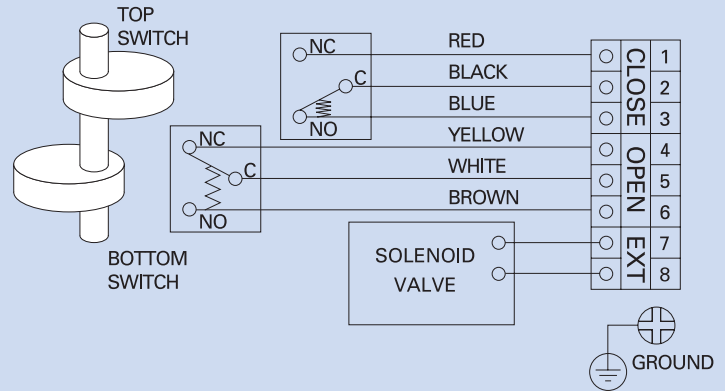 TOP
SWITCH
BOTTOM
SWITCH
NC
C
NO
NC
C
NO
RED
BLACK
BLUE
YELLOW
WHITE
BROWN
SOLENOID
VALVE
CLOSE
OPEN
EXT
1
2
3
4
5
6
7
8
GROUND